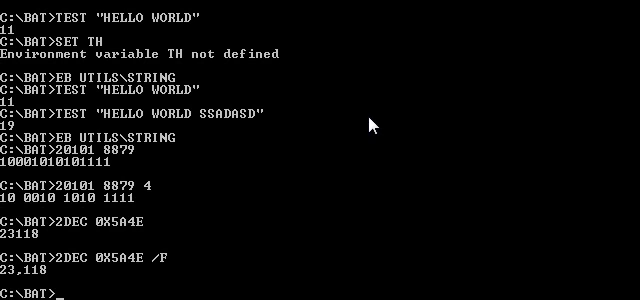 C:\BAT>TEST "HELLO WORLD"
11
C:\BAT>SET TH
Environment variable TH not defined
C:\BAT>EB UTILS\STRING
C:\BAT>TEST "HELLO WORLD"
11
C:\BAT>TEST "HELLO WORLD SSADASD"
19
C:\BAT>EB UTILS\STRING
C:\BAT>20101 8879
10001010101111
C:\BAT>20101 8879 4
10 0010 1010 1111
C:\BAT>2DEC 0X5A4E
23118
C:\BAT>2DEC 0X5A4E /F
23,118
C:\BAT>_